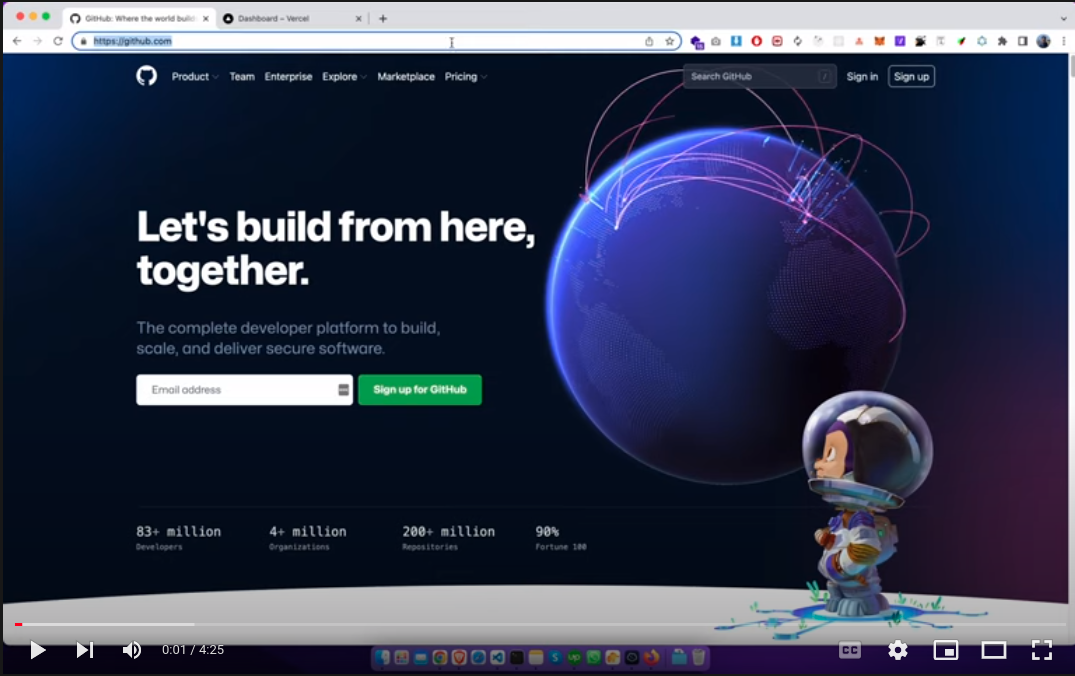 GitHub: Where the world build
Dashboard – Vercel
https://github.com
Product
Team
Enterprise
Explore
Marketplace
Pricing
Search GitHub
/
Sign in
Sign up
Let's build from here,
together.
The complete developer platform to build,
scale, and deliver secure software.
Email address
Sign up for GitHub
83+ million
4+ million
200+ million
90%
Developers
Organizations
Repositories
Fortune 100
0:01 / 4:25
CC